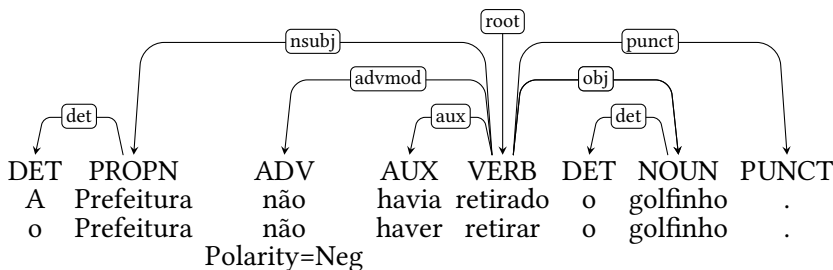 root
nsubj punct
advmod obj
det aux det
DET PROPN ADV AUX VERB DET NOUN PUNCT
A Prefeitura não havia retirado o golfinho .
o Prefeitura não haver retirar o golfinho .
Polarity=Neg